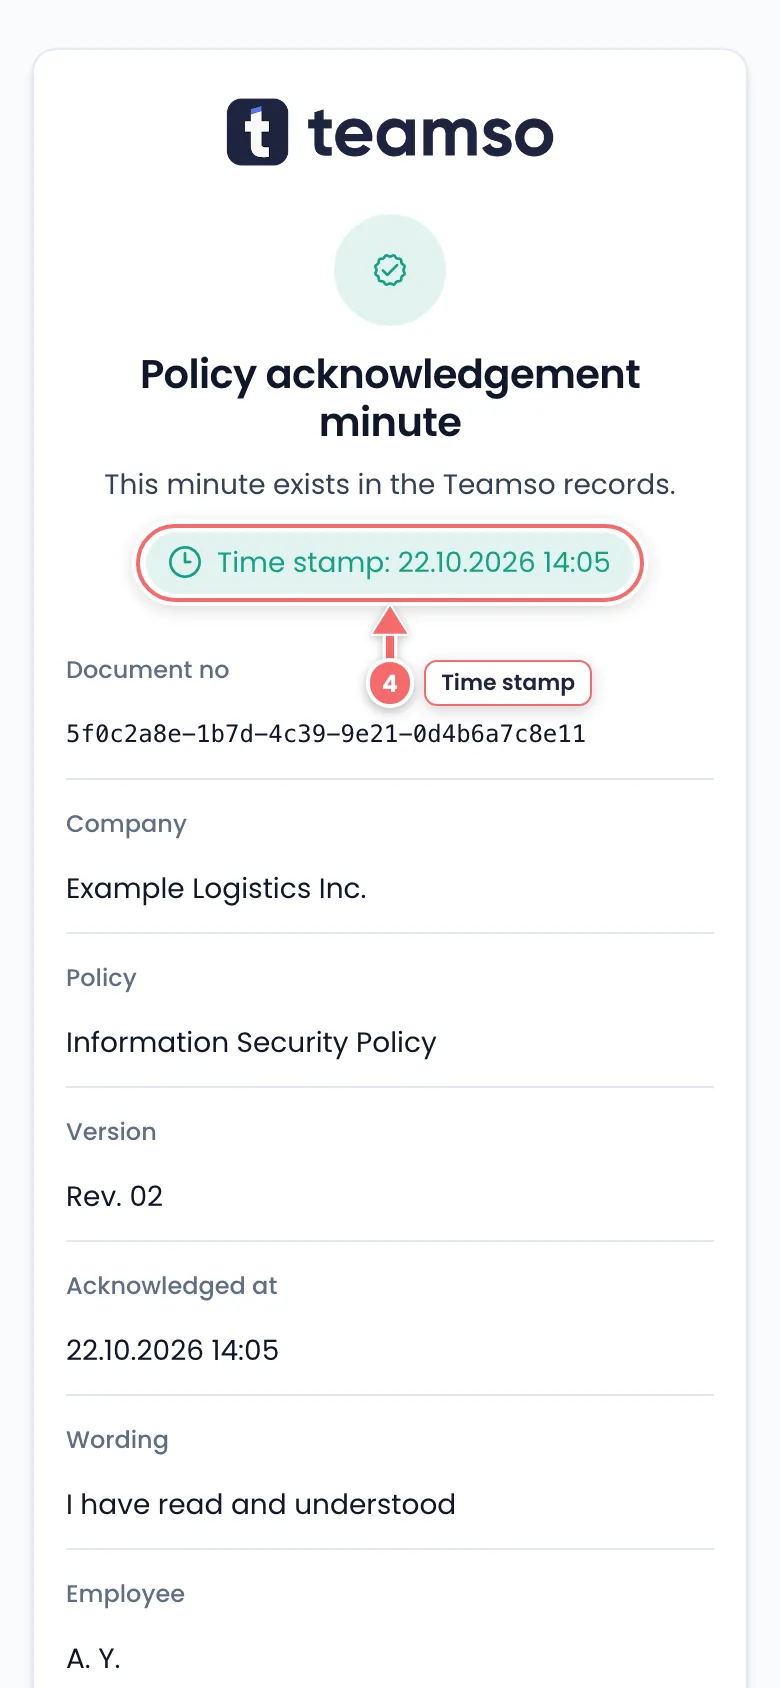 teamso
Policy acknowledgement
minute
This minute exists in the Teamso records.
Time stamp: 22.10.2026 14:05
4 Time stamp
Document no
5f0c2a8e-1b7d-4c39-9e21-0d4b6a7c8e11
Company
Example Logistics Inc.
Policy
Information Security Policy
Version
Rev. 02
Acknowledged at
22.10.2026 14:05
Wording
I have read and understood
Employee
A. Y.